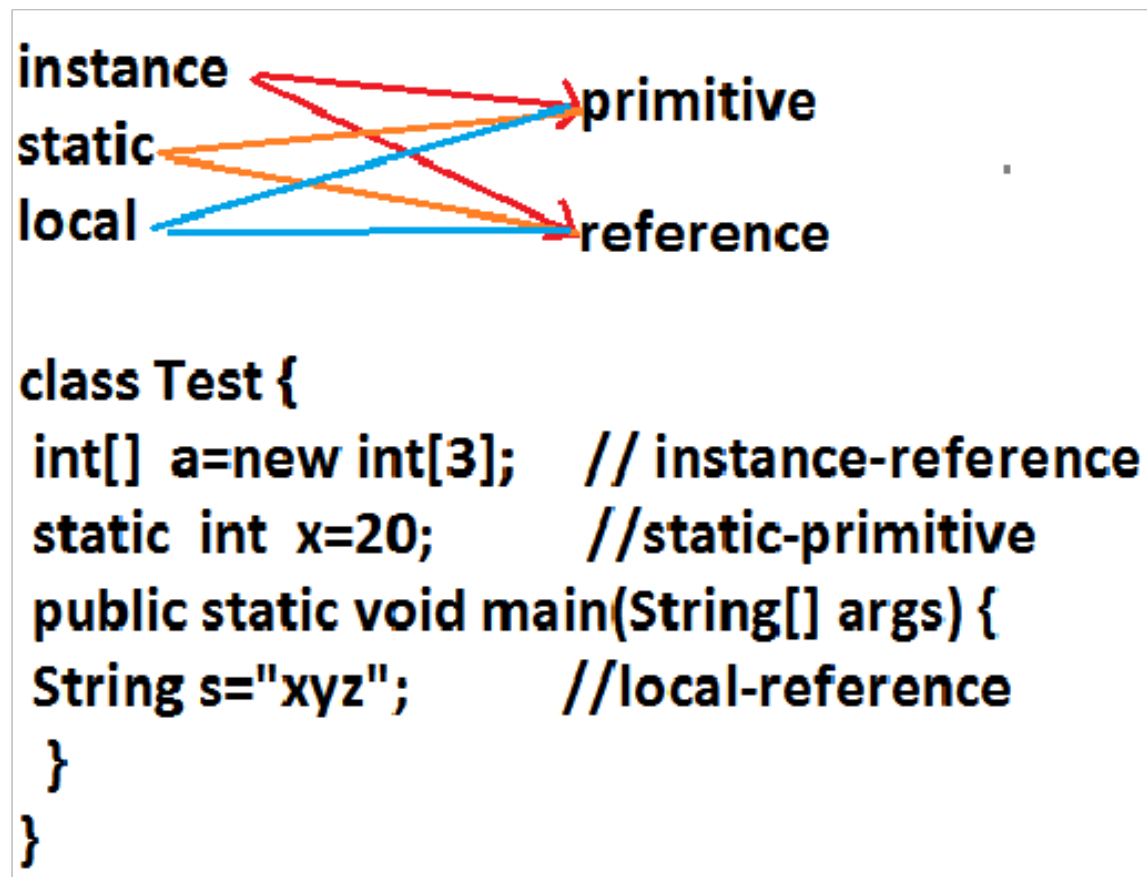 instance
primitive
static
local
reference
class Test {
int[] a=new int[3]; // instance-reference
static int x=20; //static-primitive
public static void main(String[] args) {
String s="xyz"; //local-reference
}
}